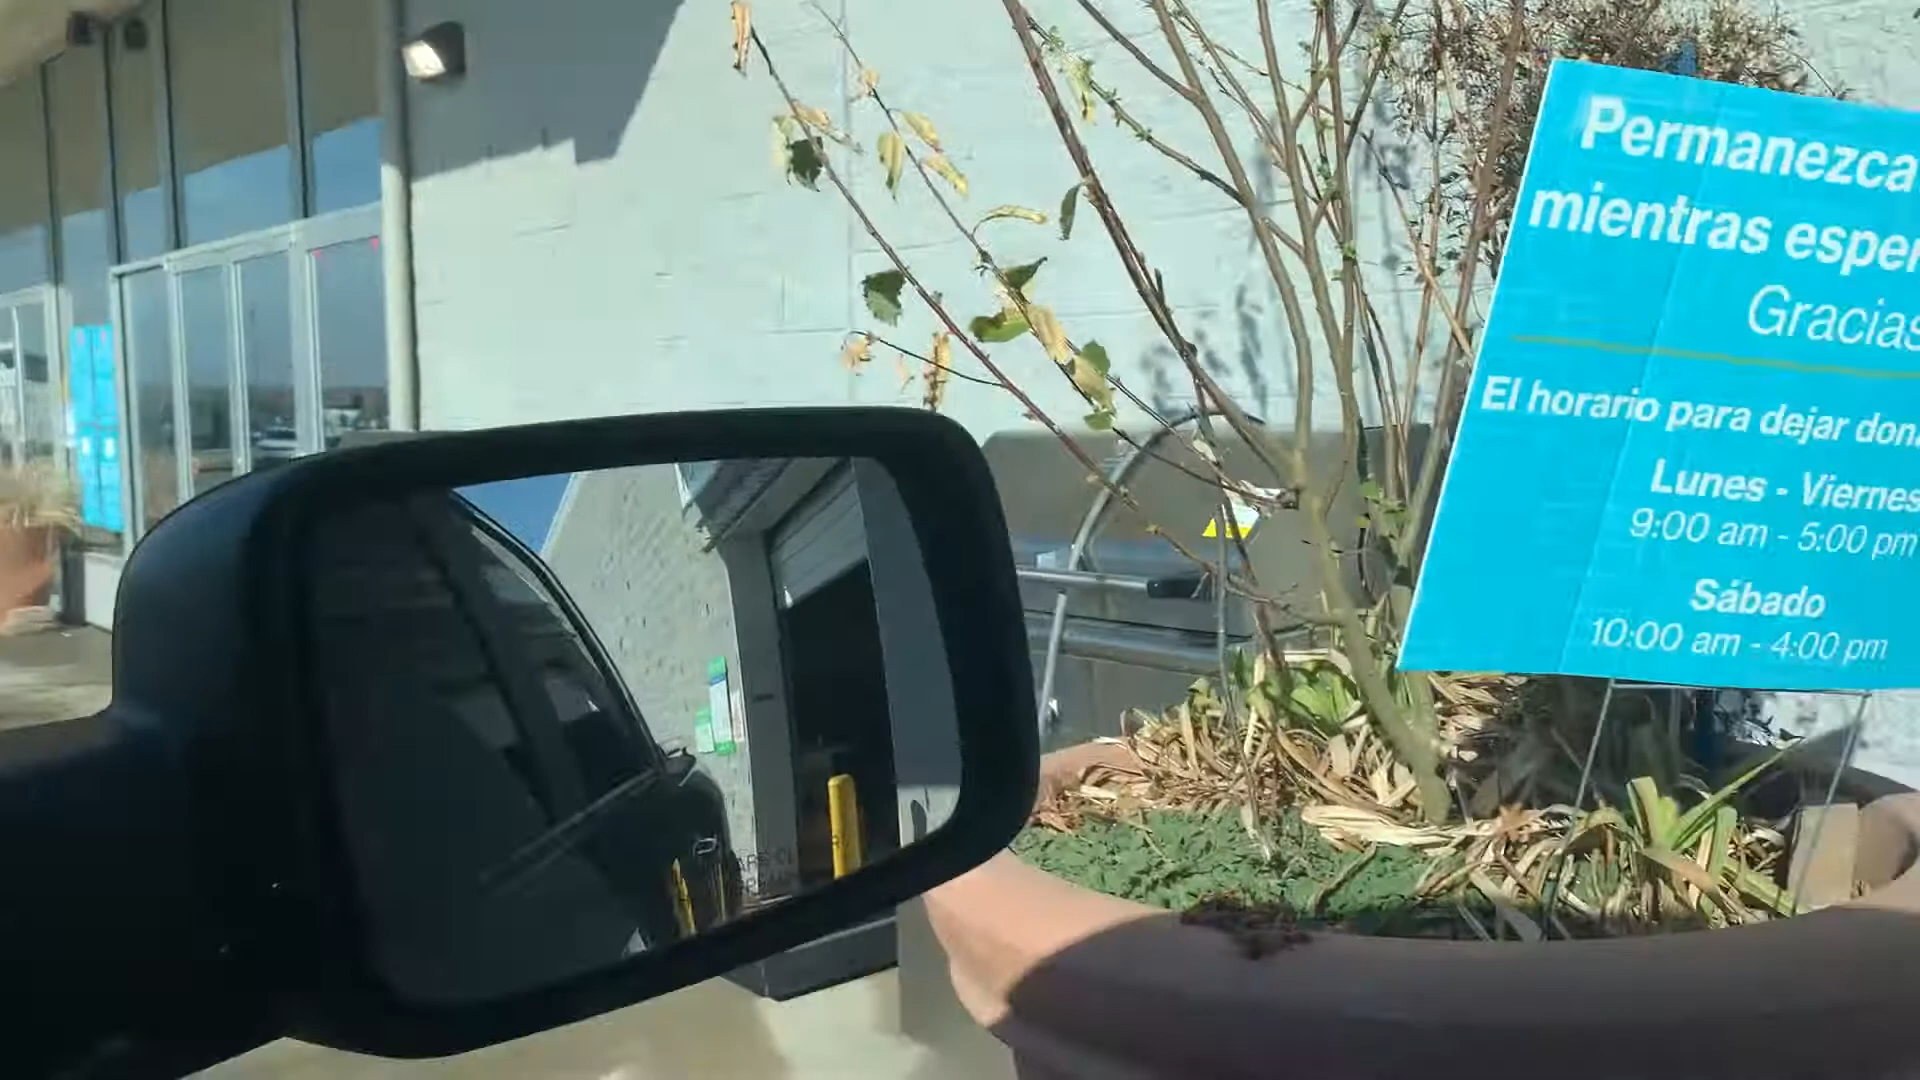 Permanezca
mientras esper
Gracias
El horario para dejar dona
Lunes - Viernes
9:00 am - 5:00 pm
Sábado
10:00 am - 4:00 pm